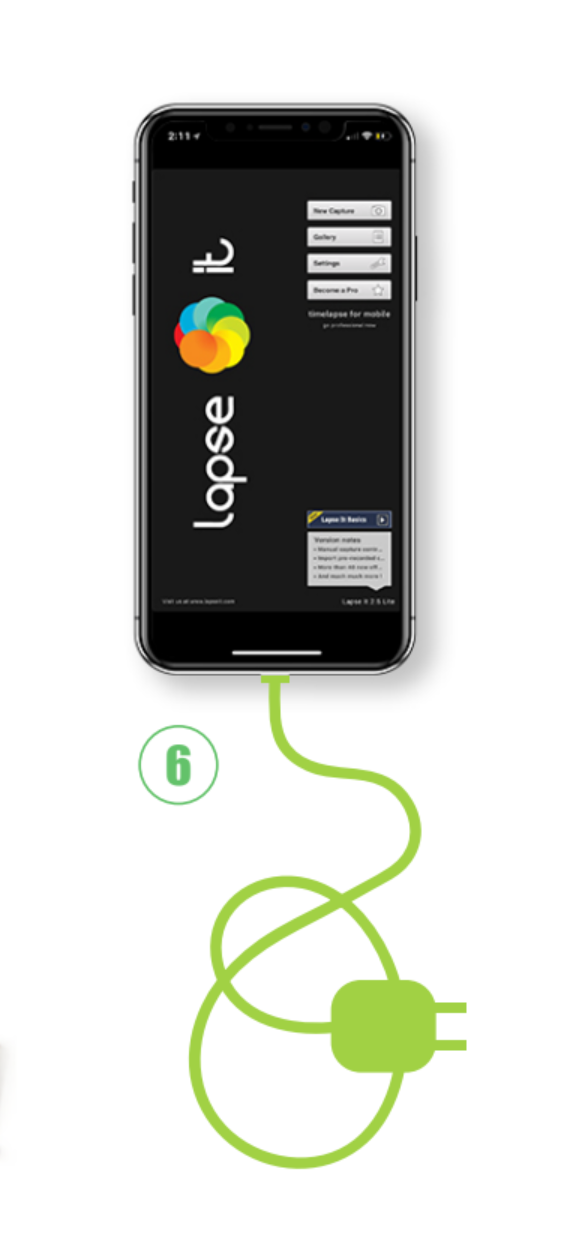 2:11
lapse it
New Capture
Gallery
Settings
Become a Pro
timelapse for mobile
go professional now
Lapse It Basics
Version notes
• Manual capture
• Import pre-recorded
• More than 40 new eff...
• And much much more!
Visit us at www.lapseit.com
Lapse It 2.5 Lite
6